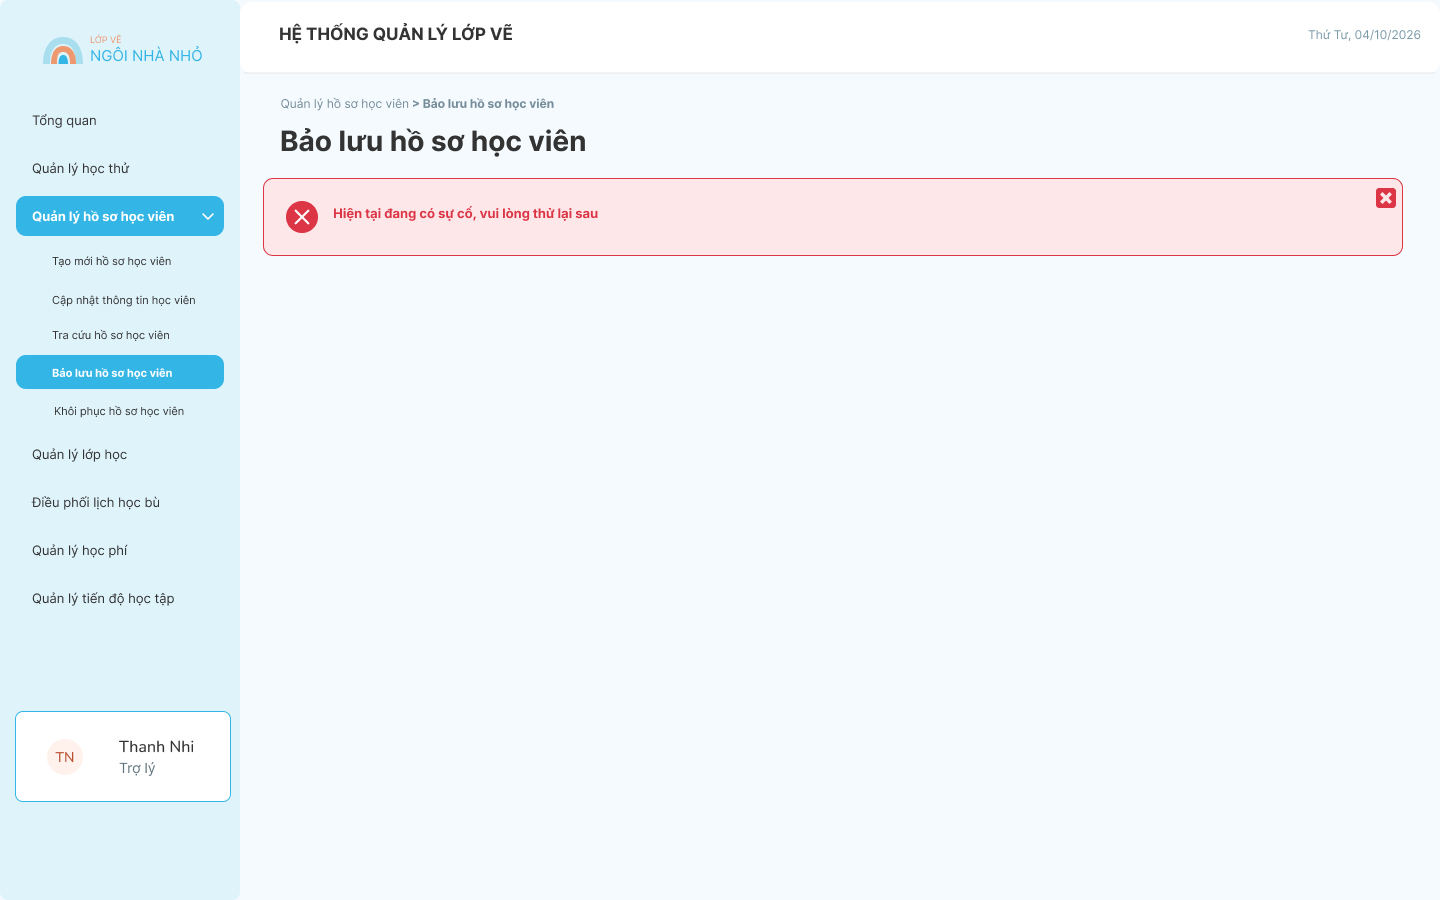 LỚP VẼ
NGÔI NHÀ NHỎ
Tổng quan
Quản lý học thử
Quản lý hồ sơ học viên
Tạo mới hồ sơ học viên
Cập nhật thông tin học viên
Tra cứu hồ sơ học viên
Bảo lưu hồ sơ học viên
Khôi phục hồ sơ học viên
Quản lý lớp học
Điều phối lịch học bù
Quản lý học phí
Quản lý tiến độ học tập
TN
Thanh Nhi
Trợ lý
HỆ THỐNG QUẢN LÝ LỚP VẼ
Thứ Tư, 04/10/2026
Quản lý hồ sơ học viên > Bảo lưu hồ sơ học viên
Bảo lưu hồ sơ học viên
Hiện tại đang có sự cố, vui lòng thử lại sau